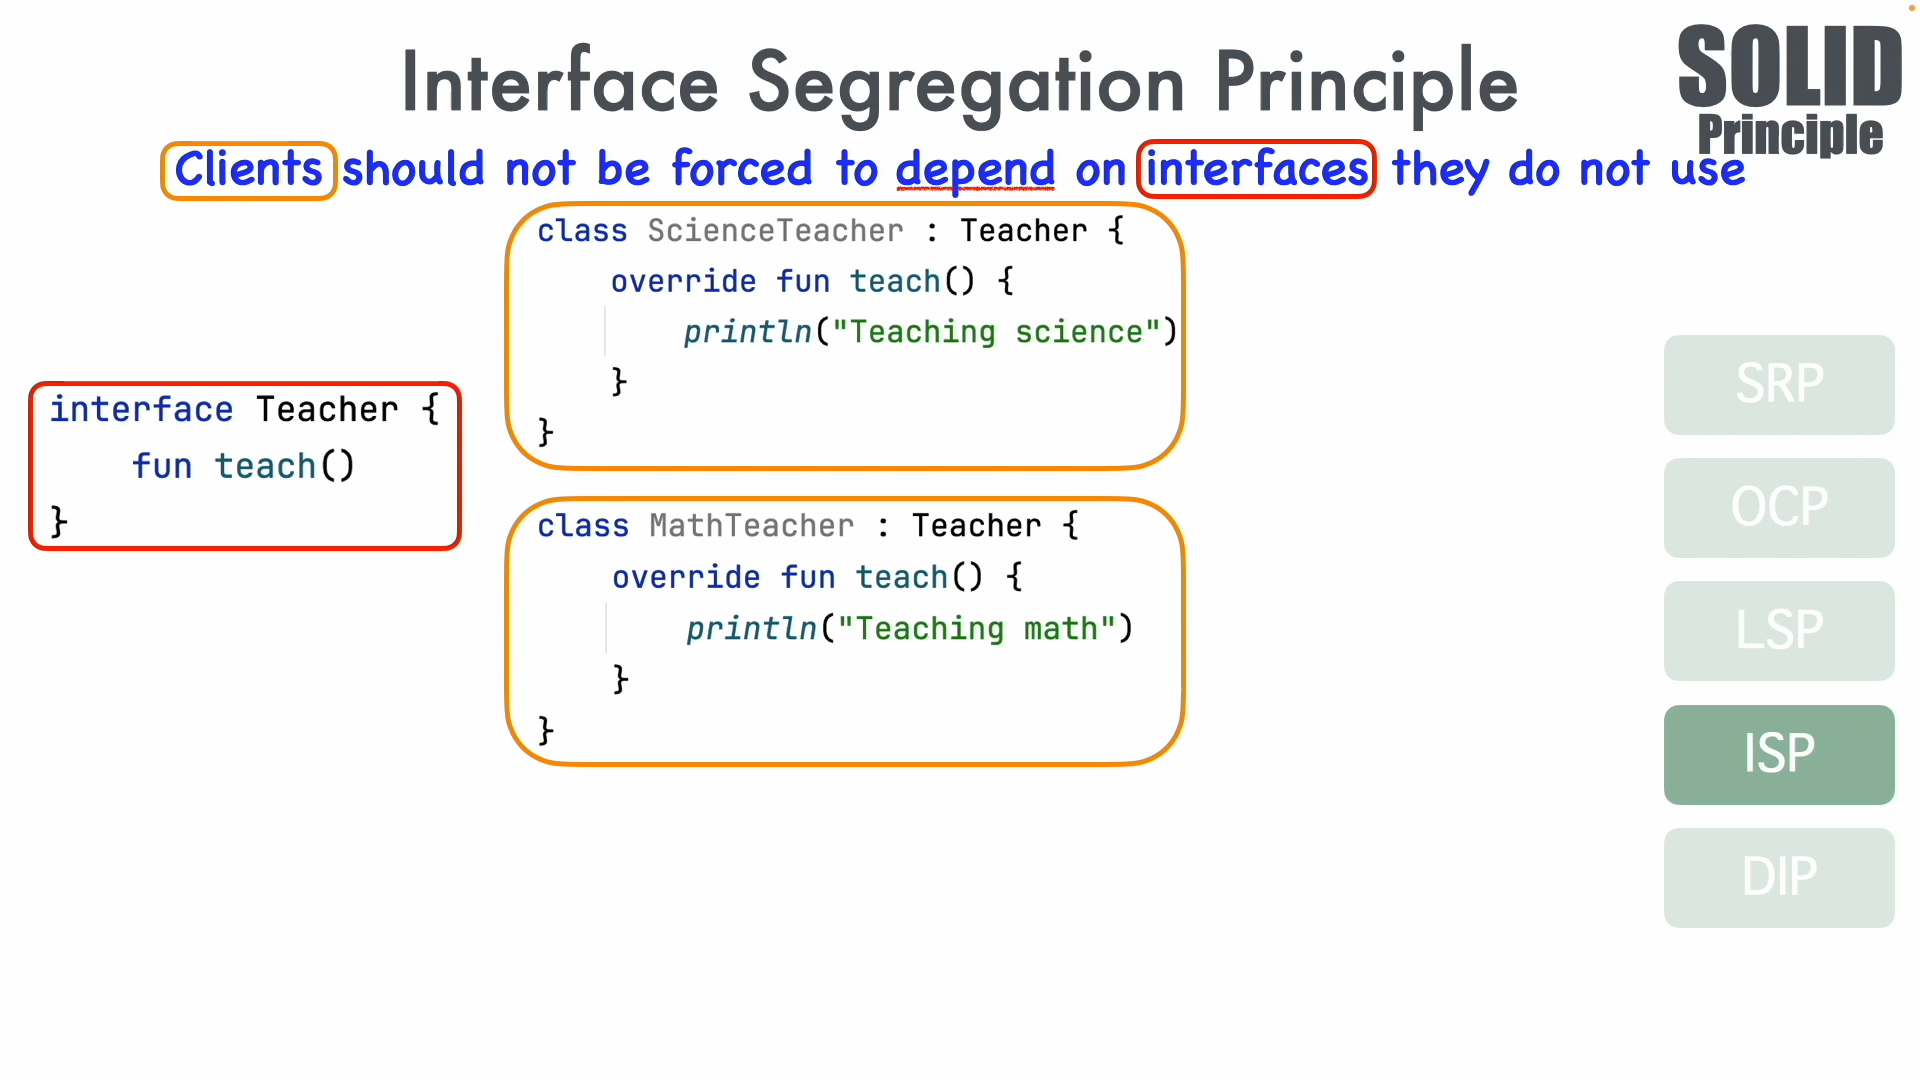 Interface Segregation Principle
SOLID
Principle
Clients should not be forced to depend on interfaces they do not use
interface Teacher {
    fun teach()
}
class ScienceTeacher : Teacher {
    override fun teach() {
        println("Teaching science")
    }
}
class MathTeacher : Teacher {
    override fun teach() {
        println("Teaching math")
    }
}
SRP
OCP
LSP
ISP
DIP